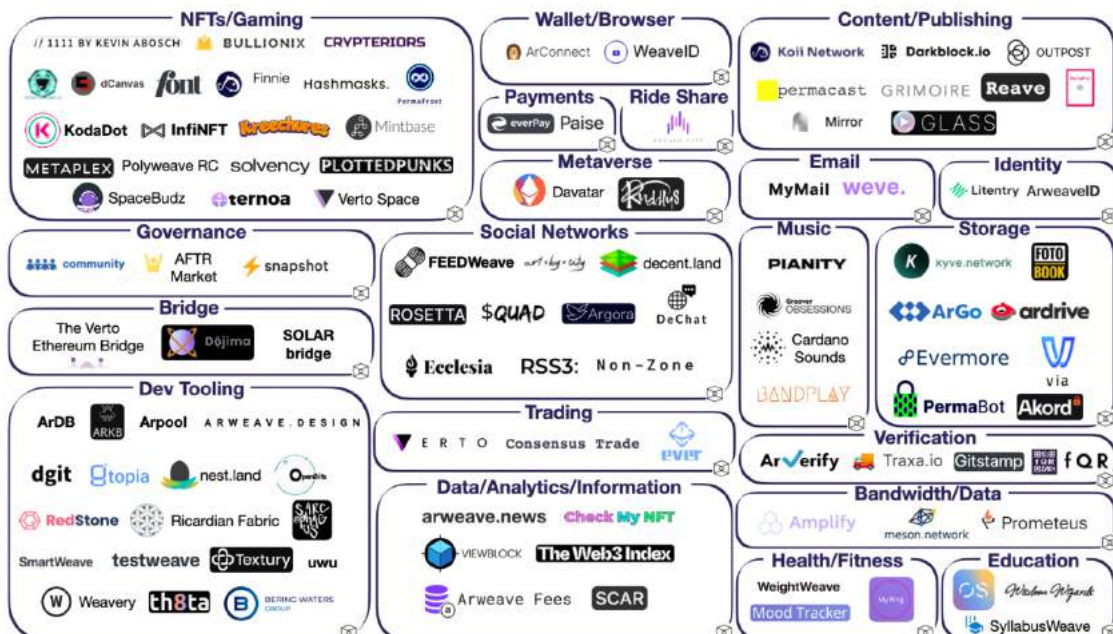 NFTs/Gaming
// 1111 BY KEVIN ABOSCH BULLIONIX CRYPTERIORS
dCanvas font Finnie Hashmasks. PermaFrost
KodaDot InfiNFT Kreechures Mintbase
METAPLEX Polyweave RC solvency PLOTTEDPUNKS
SpaceBudz ternoa Verto Space
Wallet/Browser
ArConnect WeaveID
Payments
everPay Paise
Ride Share
Metaverse
Davatar
Content/Publishing
Koii Network Darkblock.io OUTPOST
permacast GRIMOIRE Reave
Mirror GLASS
Email
MyMail weve.
Identity
Litentry ArweaveID
Governance
community AFTR Market snapshot
Bridge
The Verto Ethereum Bridge Dōjima SOLAR bridge
Social Networks
FEEDWeave art·by·city decent.land
ROSETTA $QUAD Argora DeChat
Ecclesia RSS3: Non-Zone
Music
PIANITY
Groover OBSESSIONS
Cardano Sounds
BANDPLAY
Storage
kyve.network FOTO BOOK
ArGo ardrive
Evermore via
PermaBot Akord
Dev Tooling
ArDB ARKB Arpool ARWEAVE.DESIGN
dgit gtopia nest.land OpenBits
RedStone Ricardian Fabric SARCOPHAGUS
SmartWeave testweave Textury uwu
Weavery th8ta BERING WATERS GROUP
Trading
VERTO Consensus Trade ever
Data/Analytics/Information
arweave.news Check My NFT
VIEWBLOCK The Web3 Index
a Arweave Fees SCAR
Verification
ArVerify Traxa.io Gitstamp fQR
Bandwidth/Data
Amplify meson.network Prometeus
Health/Fitness
WeightWeave
Mood Tracker
Education
OS Wisdom Wizards
SyllabusWeave